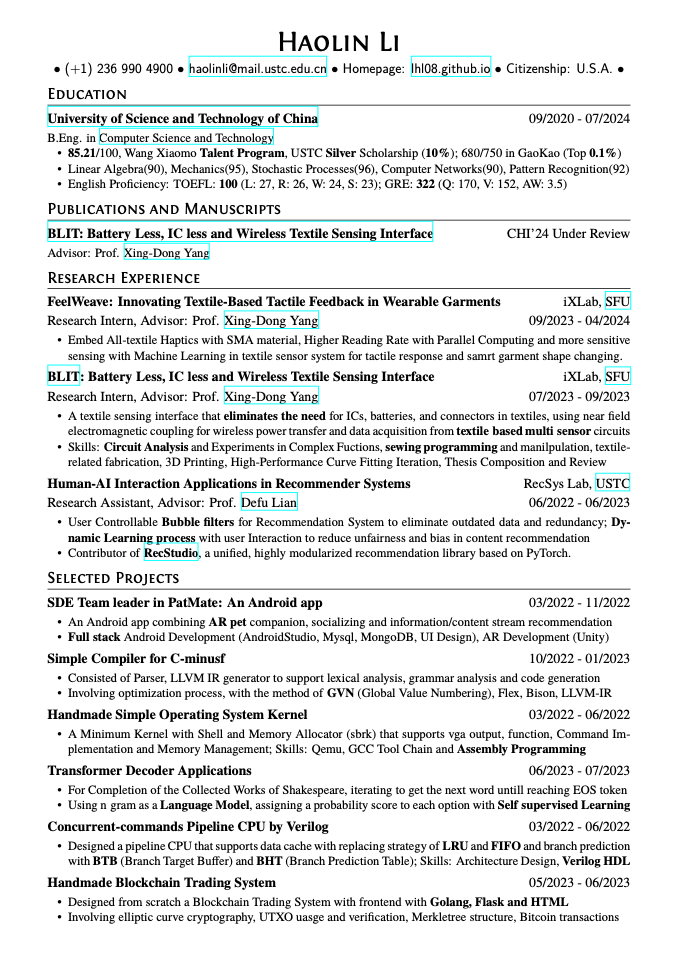 Haolin Li
• (+1) 236 990 4900 • haolinli@mail.ustc.edu.cn • Homepage: lhl08.github.io • Citizenship: U.S.A. •
Education
University of Science and Technology of China 09/2020 - 07/2024
B.Eng. in Computer Science and Technology
• 85.21/100, Wang Xiaomo Talent Program, USTC Silver Scholarship (10%); 680/750 in GaoKao (Top 0.1%)
• Linear Algebra(90), Mechanics(95), Stochastic Processes(96), Computer Networks(90), Pattern Recognition(92)
• English Proficiency: TOEFL: 100 (L: 27, R: 26, W: 24, S: 23); GRE: 322 (Q: 170, V: 152, AW: 3.5)
Publications and Manuscripts
BLIT: Battery Less, IC less and Wireless Textile Sensing Interface CHI'24 Under Review
Advisor: Prof. Xing-Dong Yang
Research Experience
FeelWeave: Innovating Textile-Based Tactile Feedback in Wearable Garments iXLab, SFU
Research Intern, Advisor: Prof. Xing-Dong Yang 09/2023 - 04/2024
• Embed All-textile Haptics with SMA material, Higher Reading Rate with Parallel Computing and more sensitive
sensing with Machine Learning in textile sensor system for tactile response and samrt garment shape changing.
BLIT: Battery Less, IC less and Wireless Textile Sensing Interface iXLab, SFU
Research Intern, Advisor: Prof. Xing-Dong Yang 07/2023 - 09/2023
• A textile sensing interface that eliminates the need for ICs, batteries, and connectors in textiles, using near field
electromagnetic coupling for wireless power transfer and data acquisition from textile based multi sensor circuits
• Skills: Circuit Analysis and Experiments in Complex Fuctions, sewing programming and manilpulation, textile-
related fabrication, 3D Printing, High-Performance Curve Fitting Iteration, Thesis Composition and Review
Human-AI Interaction Applications in Recommender Systems RecSys Lab, USTC
Research Assistant, Advisor: Prof. Defu Lian 06/2022 - 06/2023
• User Controllable Bubble filters for Recommendation System to eliminate outdated data and redundancy; Dy-
namic Learning process with user Interaction to reduce unfairness and bias in content recommendation
• Contributor of RecStudio, a unified, highly modularized recommendation library based on PyTorch.
Selected Projects
SDE Team leader in PatMate: An Android app 03/2022 - 11/2022
• An Android app combining AR pet companion, socializing and information/content stream recommendation
• Full stack Android Development (AndroidStudio, Mysql, MongoDB, UI Design), AR Development (Unity)
Simple Compiler for C-minusf 10/2022 - 01/2023
• Consisted of Parser, LLVM IR generator to support lexical analysis, grammar analysis and code generation
• Involving optimization process, with the method of GVN (Global Value Numbering), Flex, Bison, LLVM-IR
Handmade Simple Operating System Kernel 03/2022 - 06/2022
• A Minimum Kernel with Shell and Memory Allocator (sbrk) that supports vga output, function, Command Im-
plementation and Memory Management; Skills: Qemu, GCC Tool Chain and Assembly Programming
Transformer Decoder Applications 06/2023 - 07/2023
• For Completion of the Collected Works of Shakespeare, iterating to get the next word untill reaching EOS token
• Using n gram as a Language Model, assigning a probability score to each option with Self supervised Learning
Concurrent-commands Pipeline CPU by Verilog 03/2022 - 06/2022
• Designed a pipeline CPU that supports data cache with replacing strategy of LRU and FIFO and branch prediction
with BTB (Branch Target Buffer) and BHT (Branch Prediction Table); Skills: Architecture Design, Verilog HDL
Handmade Blockchain Trading System 05/2023 - 06/2023
• Designed from scratch a Blockchain Trading System with frontend with Golang, Flask and HTML
• Involving elliptic curve cryptography, UTXO uasge and verification, Merkletree structure, Bitcoin transactions